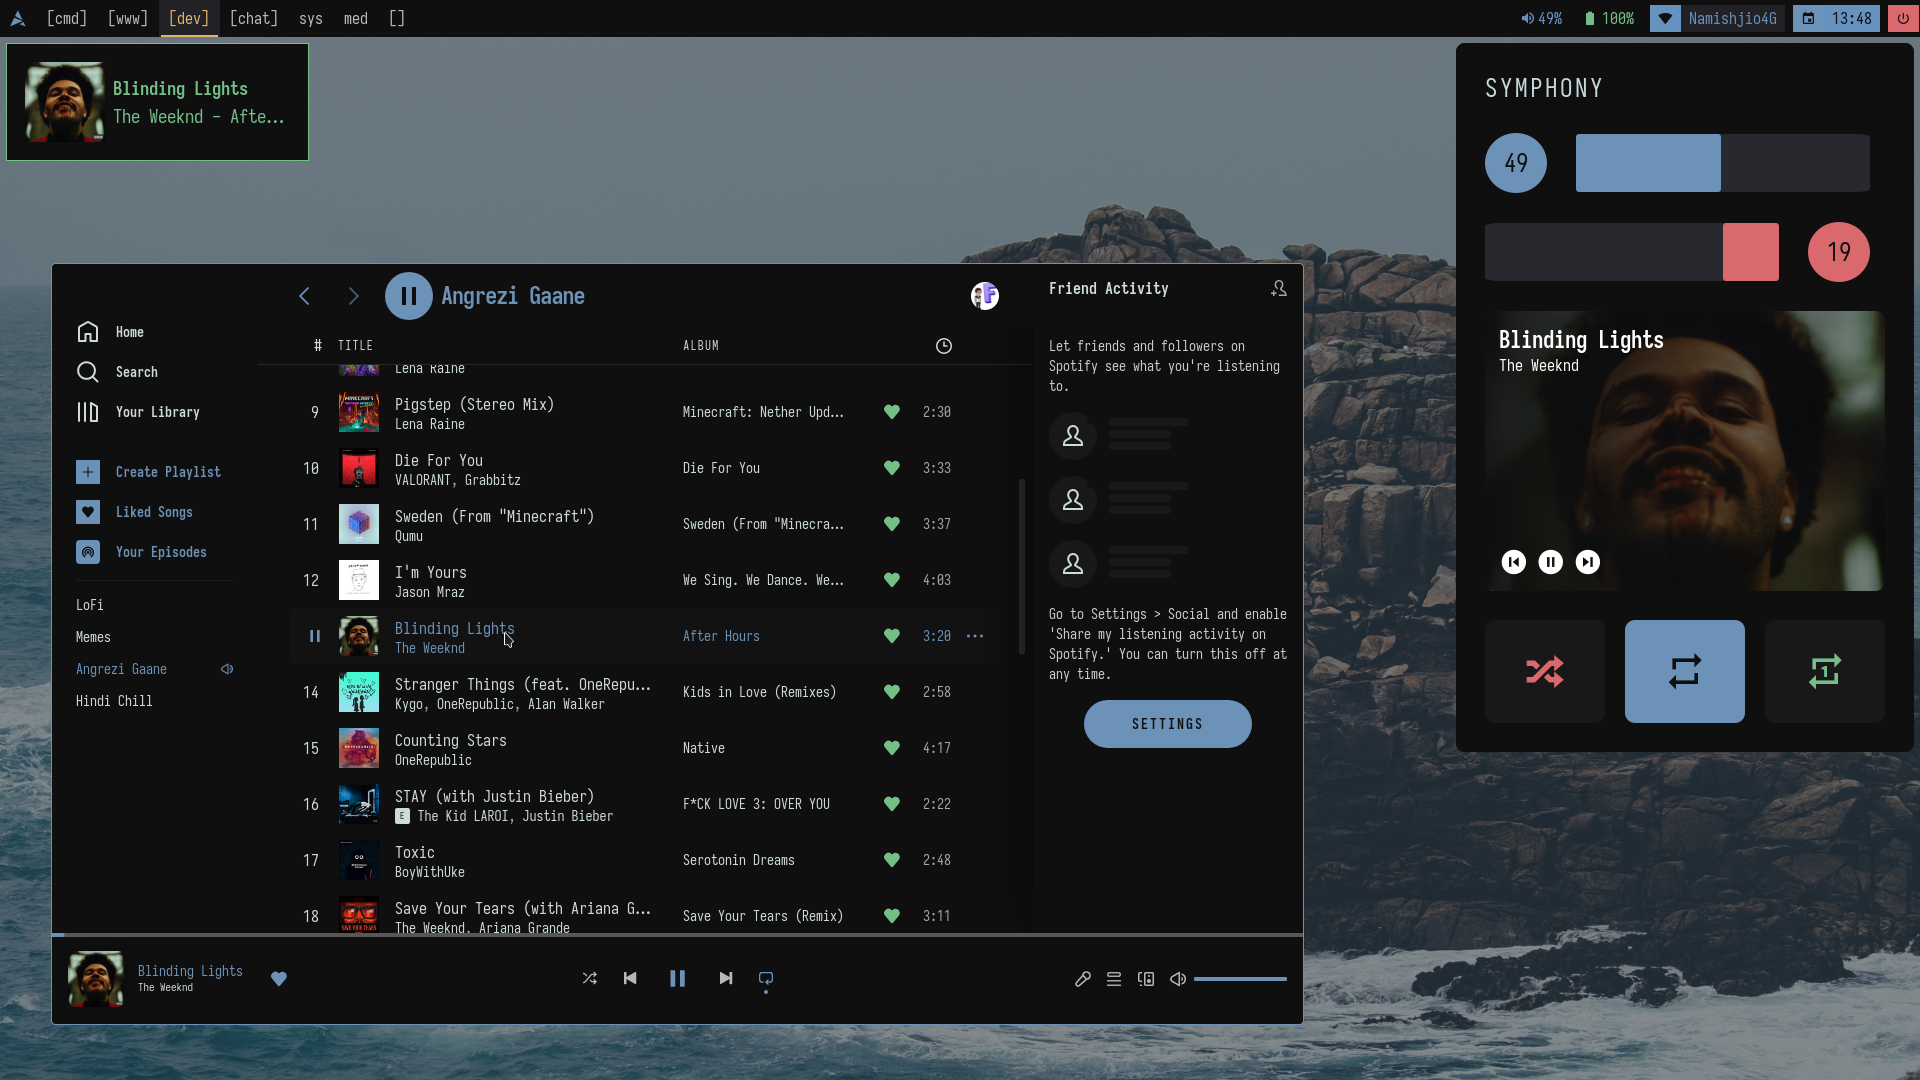 [cmd] [www] [dev] [chat] sys med []
49% 100% Namishjio4G 13:48
Blinding Lights
The Weeknd - Afte...
Home
Search
Your Library
Create Playlist
Liked Songs
Your Episodes
LoFi
Memes
Angrezi Gaane
Hindi Chill
Angrezi Gaane
# TITLE ALBUM
Lena Raine
9 Pigstep (Stereo Mix) Minecraft: Nether Upd... 2:30
Lena Raine
10 Die For You Die For You 3:33
VALORANT, Grabbitz
11 Sweden (From "Minecraft") Sweden (From "Minecra... 3:37
Qumu
12 I'm Yours We Sing. We Dance. We... 4:03
Jason Mraz
Blinding Lights After Hours 3:20
The Weeknd
14 Stranger Things (feat. OneRepu... Kids in Love (Remixes) 2:58
Kygo, OneRepublic, Alan Walker
15 Counting Stars Native 4:17
OneRepublic
16 STAY (with Justin Bieber) F*CK LOVE 3: OVER YOU 2:22
E The Kid LAROI, Justin Bieber
17 Toxic Serotonin Dreams 2:48
BoyWithUke
18 Save Your Tears (with Ariana G... Save Your Tears (Remix) 3:11
The Weeknd, Ariana Grande
Friend Activity
Let friends and followers on
Spotify see what you're listening
to.
Go to Settings > Social and enable
'Share my listening activity on
Spotify.' You can turn this off at
any time.
SETTINGS
Blinding Lights
The Weeknd
SYMPHONY
49
19
Blinding Lights
The Weeknd
1